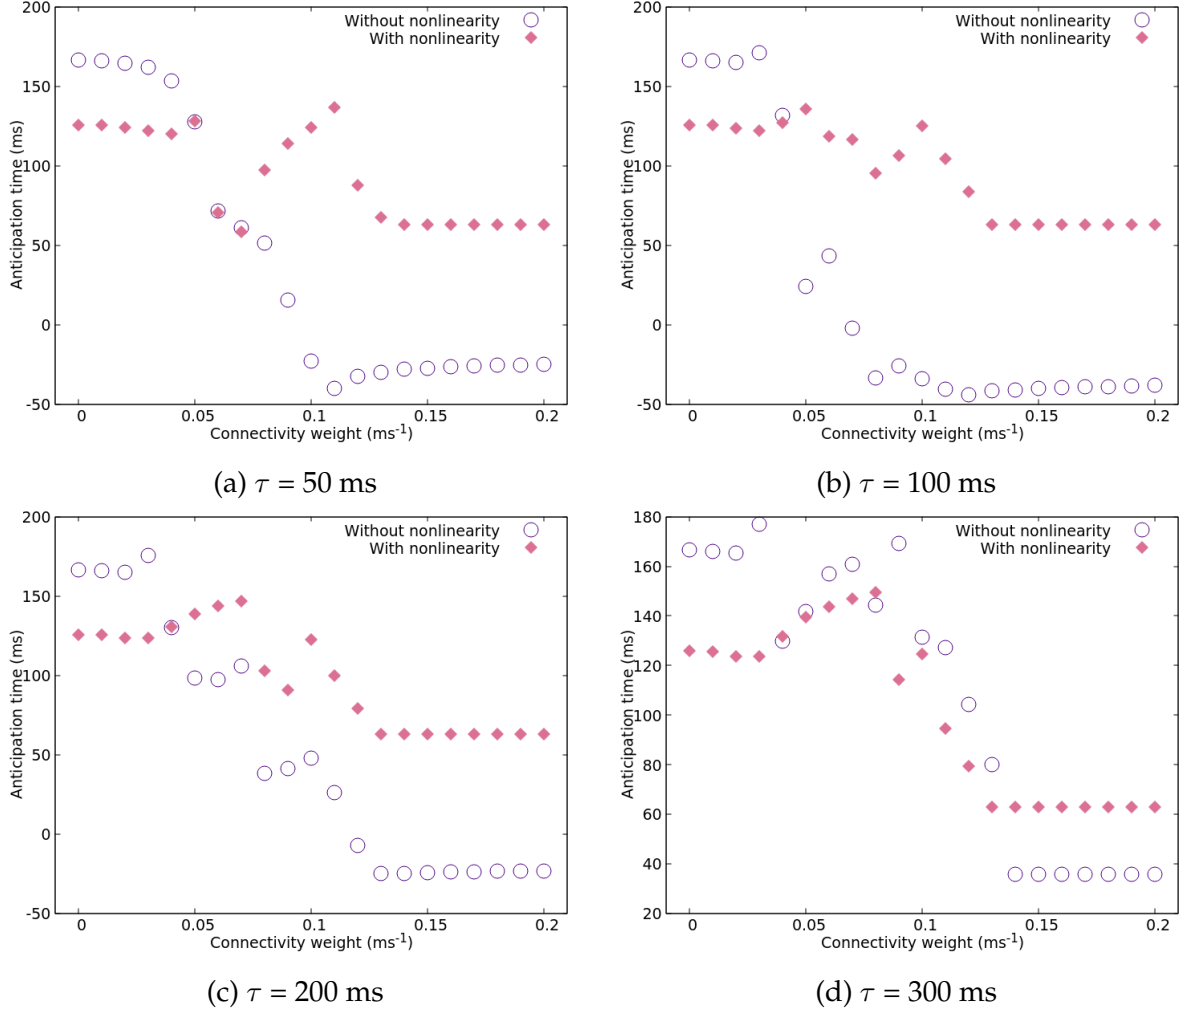 Without nonlinearity
With nonlinearity
200
150
100
50
0
-50
Anticipation time (ms)
0 0.05 0.1 0.15 0.2
Connectivity weight (ms⁻¹)
(a) τ = 50 ms
Without nonlinearity
With nonlinearity
200
150
100
50
0
-50
Anticipation time (ms)
0 0.05 0.1 0.15 0.2
Connectivity weight (ms⁻¹)
(b) τ = 100 ms
Without nonlinearity
With nonlinearity
200
150
100
50
0
-50
Anticipation time (ms)
0 0.05 0.1 0.15 0.2
Connectivity weight (ms⁻¹)
(c) τ = 200 ms
Without nonlinearity
With nonlinearity
180
160
140
120
100
80
60
40
20
Anticipation time (ms)
0 0.05 0.1 0.15 0.2
Connectivity weight (ms⁻¹)
(d) τ = 300 ms